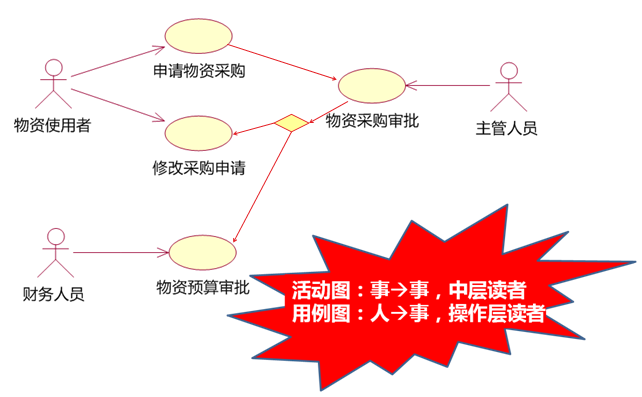 申请物资采购
物资使用者
物资采购审批
主管人员
修改采购申请
财务人员
物资预算审批
活动图：事→事，中层读者
用例图：人→事，操作层读者